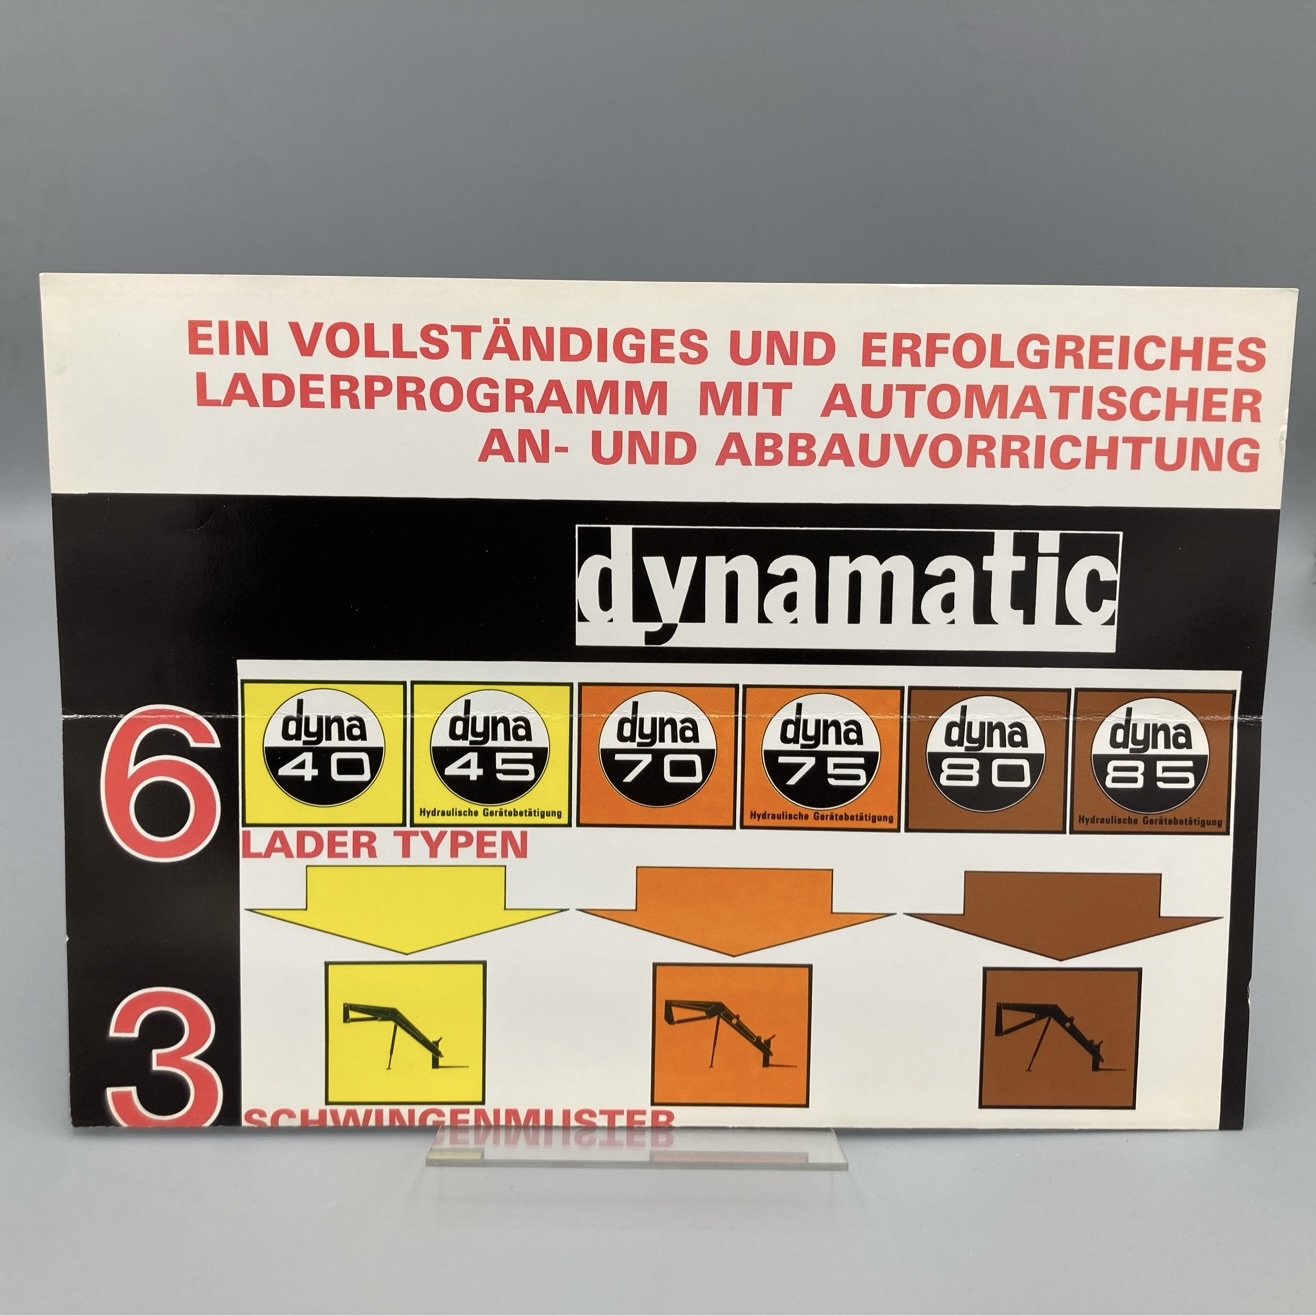 EIN VOLLSTÄNDIGES UND ERFOLGREICHES
LADERPROGRAMM MIT AUTOMATISCHER
AN- UND ABBAUVORRICHTUNG
dynamatic
6
dyna 40
dyna 45
Hydraulische Gerätebetätigung
dyna 70
dyna 75
Hydraulische Gerätebetätigung
dyna 80
dyna 85
Hydraulische Gerätebetätigung
LADER TYPEN
3
SCHWINGENMUSTER